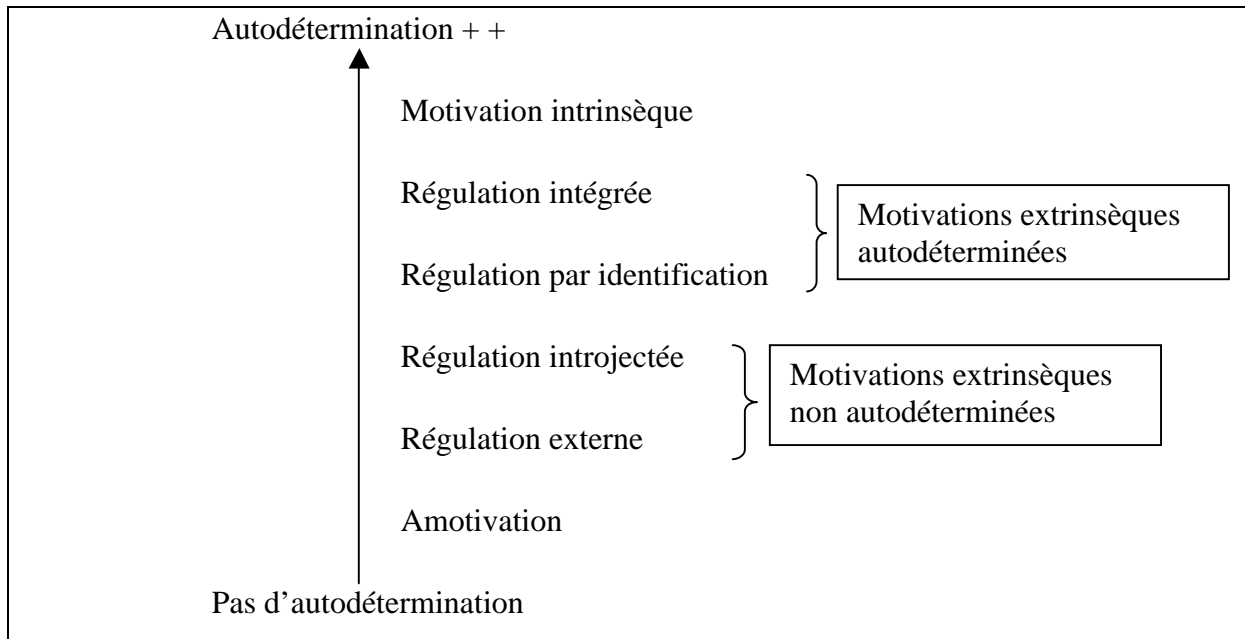 Autodétermination + +
Motivation intrinsèque
Régulation intégrée
Motivations extrinsèques
autodéterminées
Régulation par identification
Régulation introjectée
Motivations extrinsèques
non autodéterminées
Régulation externe
Amotivation
Pas d’autodétermination